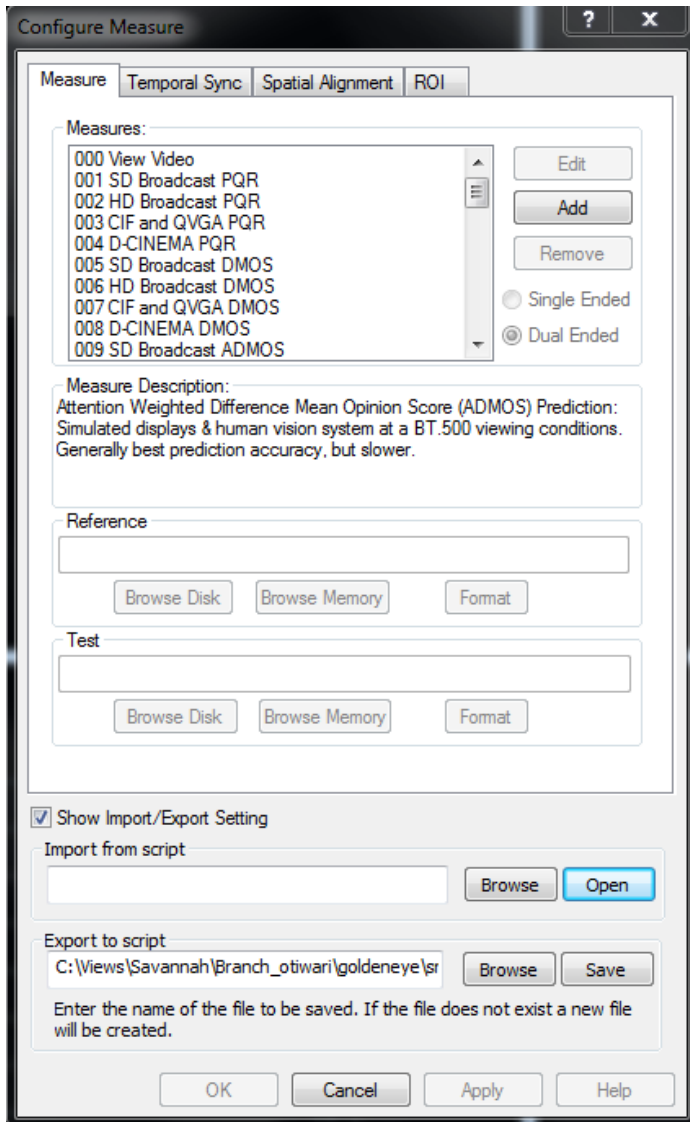 Configure Measure
?
x
Measure
Temporal Sync
Spatial Alignment
ROI
Measures:
000 View Video
001 SD Broadcast PQR
002 HD Broadcast PQR
003 CIF and QVGA PQR
004 D-CINEMA PQR
005 SD Broadcast DMOS
006 HD Broadcast DMOS
007 CIF and QVGA DMOS
008 D-CINEMA DMOS
009 SD Broadcast ADMOS
Edit
Add
Remove
Single Ended
Dual Ended
Measure Description:
Attention Weighted Difference Mean Opinion Score (ADMOS) Prediction:
Simulated displays & human vision system at a BT.500 viewing conditions.
Generally best prediction accuracy, but slower.
Reference
Browse Disk
Browse Memory
Format
Test
Browse Disk
Browse Memory
Format
Show Import/Export Setting
Import from script
Browse
Open
Export to script
C:\Views\Savannah\Branch_otiwari\goldeneye\sr
Browse
Save
Enter the name of the file to be saved. If the file does not exist a new file
will be created.
OK
Cancel
Apply
Help